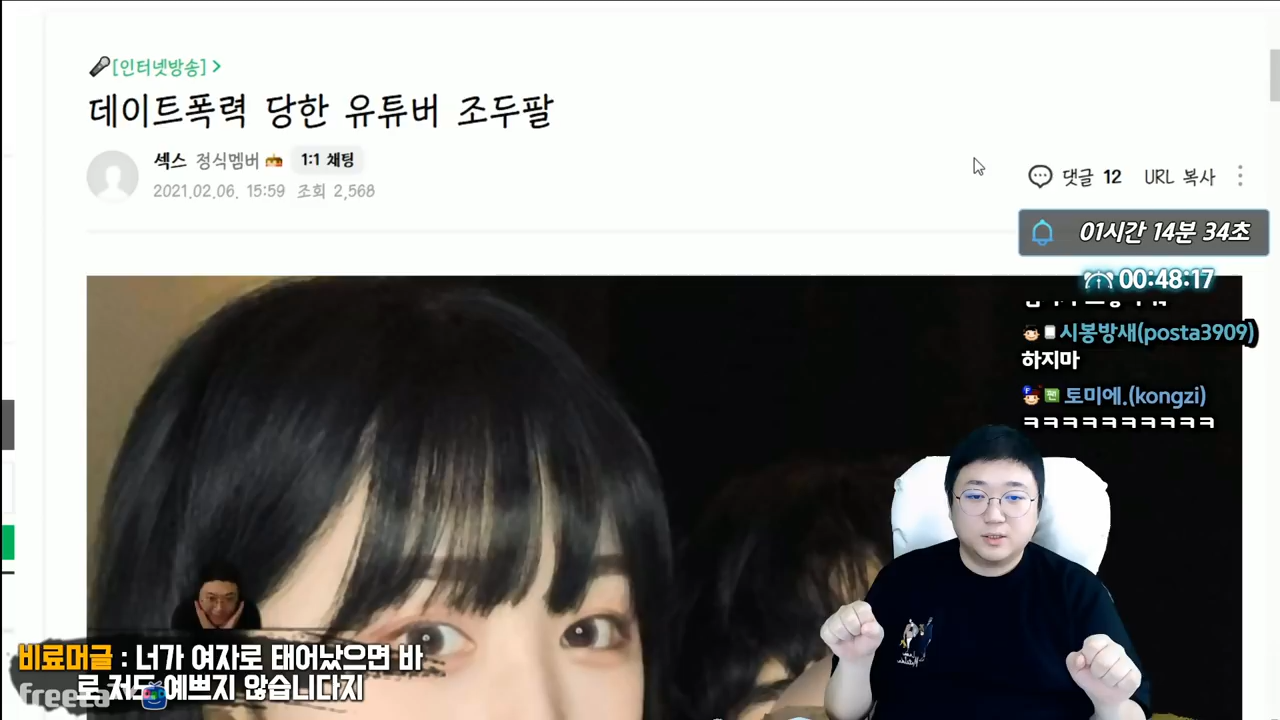 [인터넷방송] >
데이트폭력 당한 유튜버 조두팔
섹스 정식멤버 1:1 채팅
2021.02.06. 15:59 조회 2,568
댓글 12 URL 복사
01시간 14분 34초
00:48:17
시봉방새(posta3909)
하지마
토미에.(kongzi)
ㅋㅋㅋㅋㅋㅋㅋㅋㅋㅋㅋ
비료머글 : 너가 여자로 태어났으면 바
로 저도 예쁘지 않습니다지
freeca